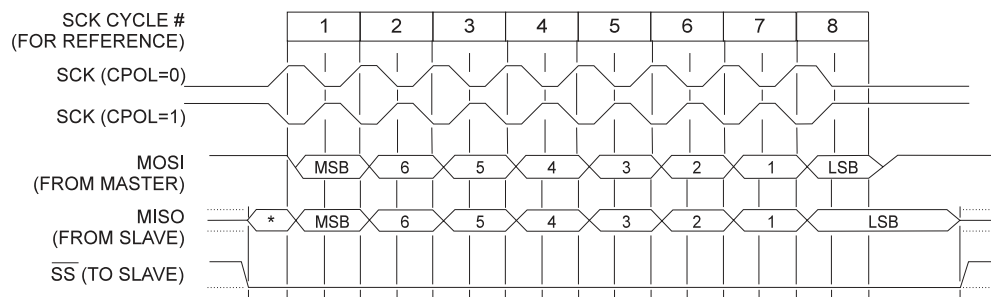 SCK CYCLE #
(FOR REFERENCE)
1 2 3 4 5 6 7 8
SCK (CPOL=0)
SCK (CPOL=1)
MOSI
(FROM MASTER)
MSB 6 5 4 3 2 1 LSB
MISO
(FROM SLAVE)
* MSB 6 5 4 3 2 1 LSB
SS (TO SLAVE)